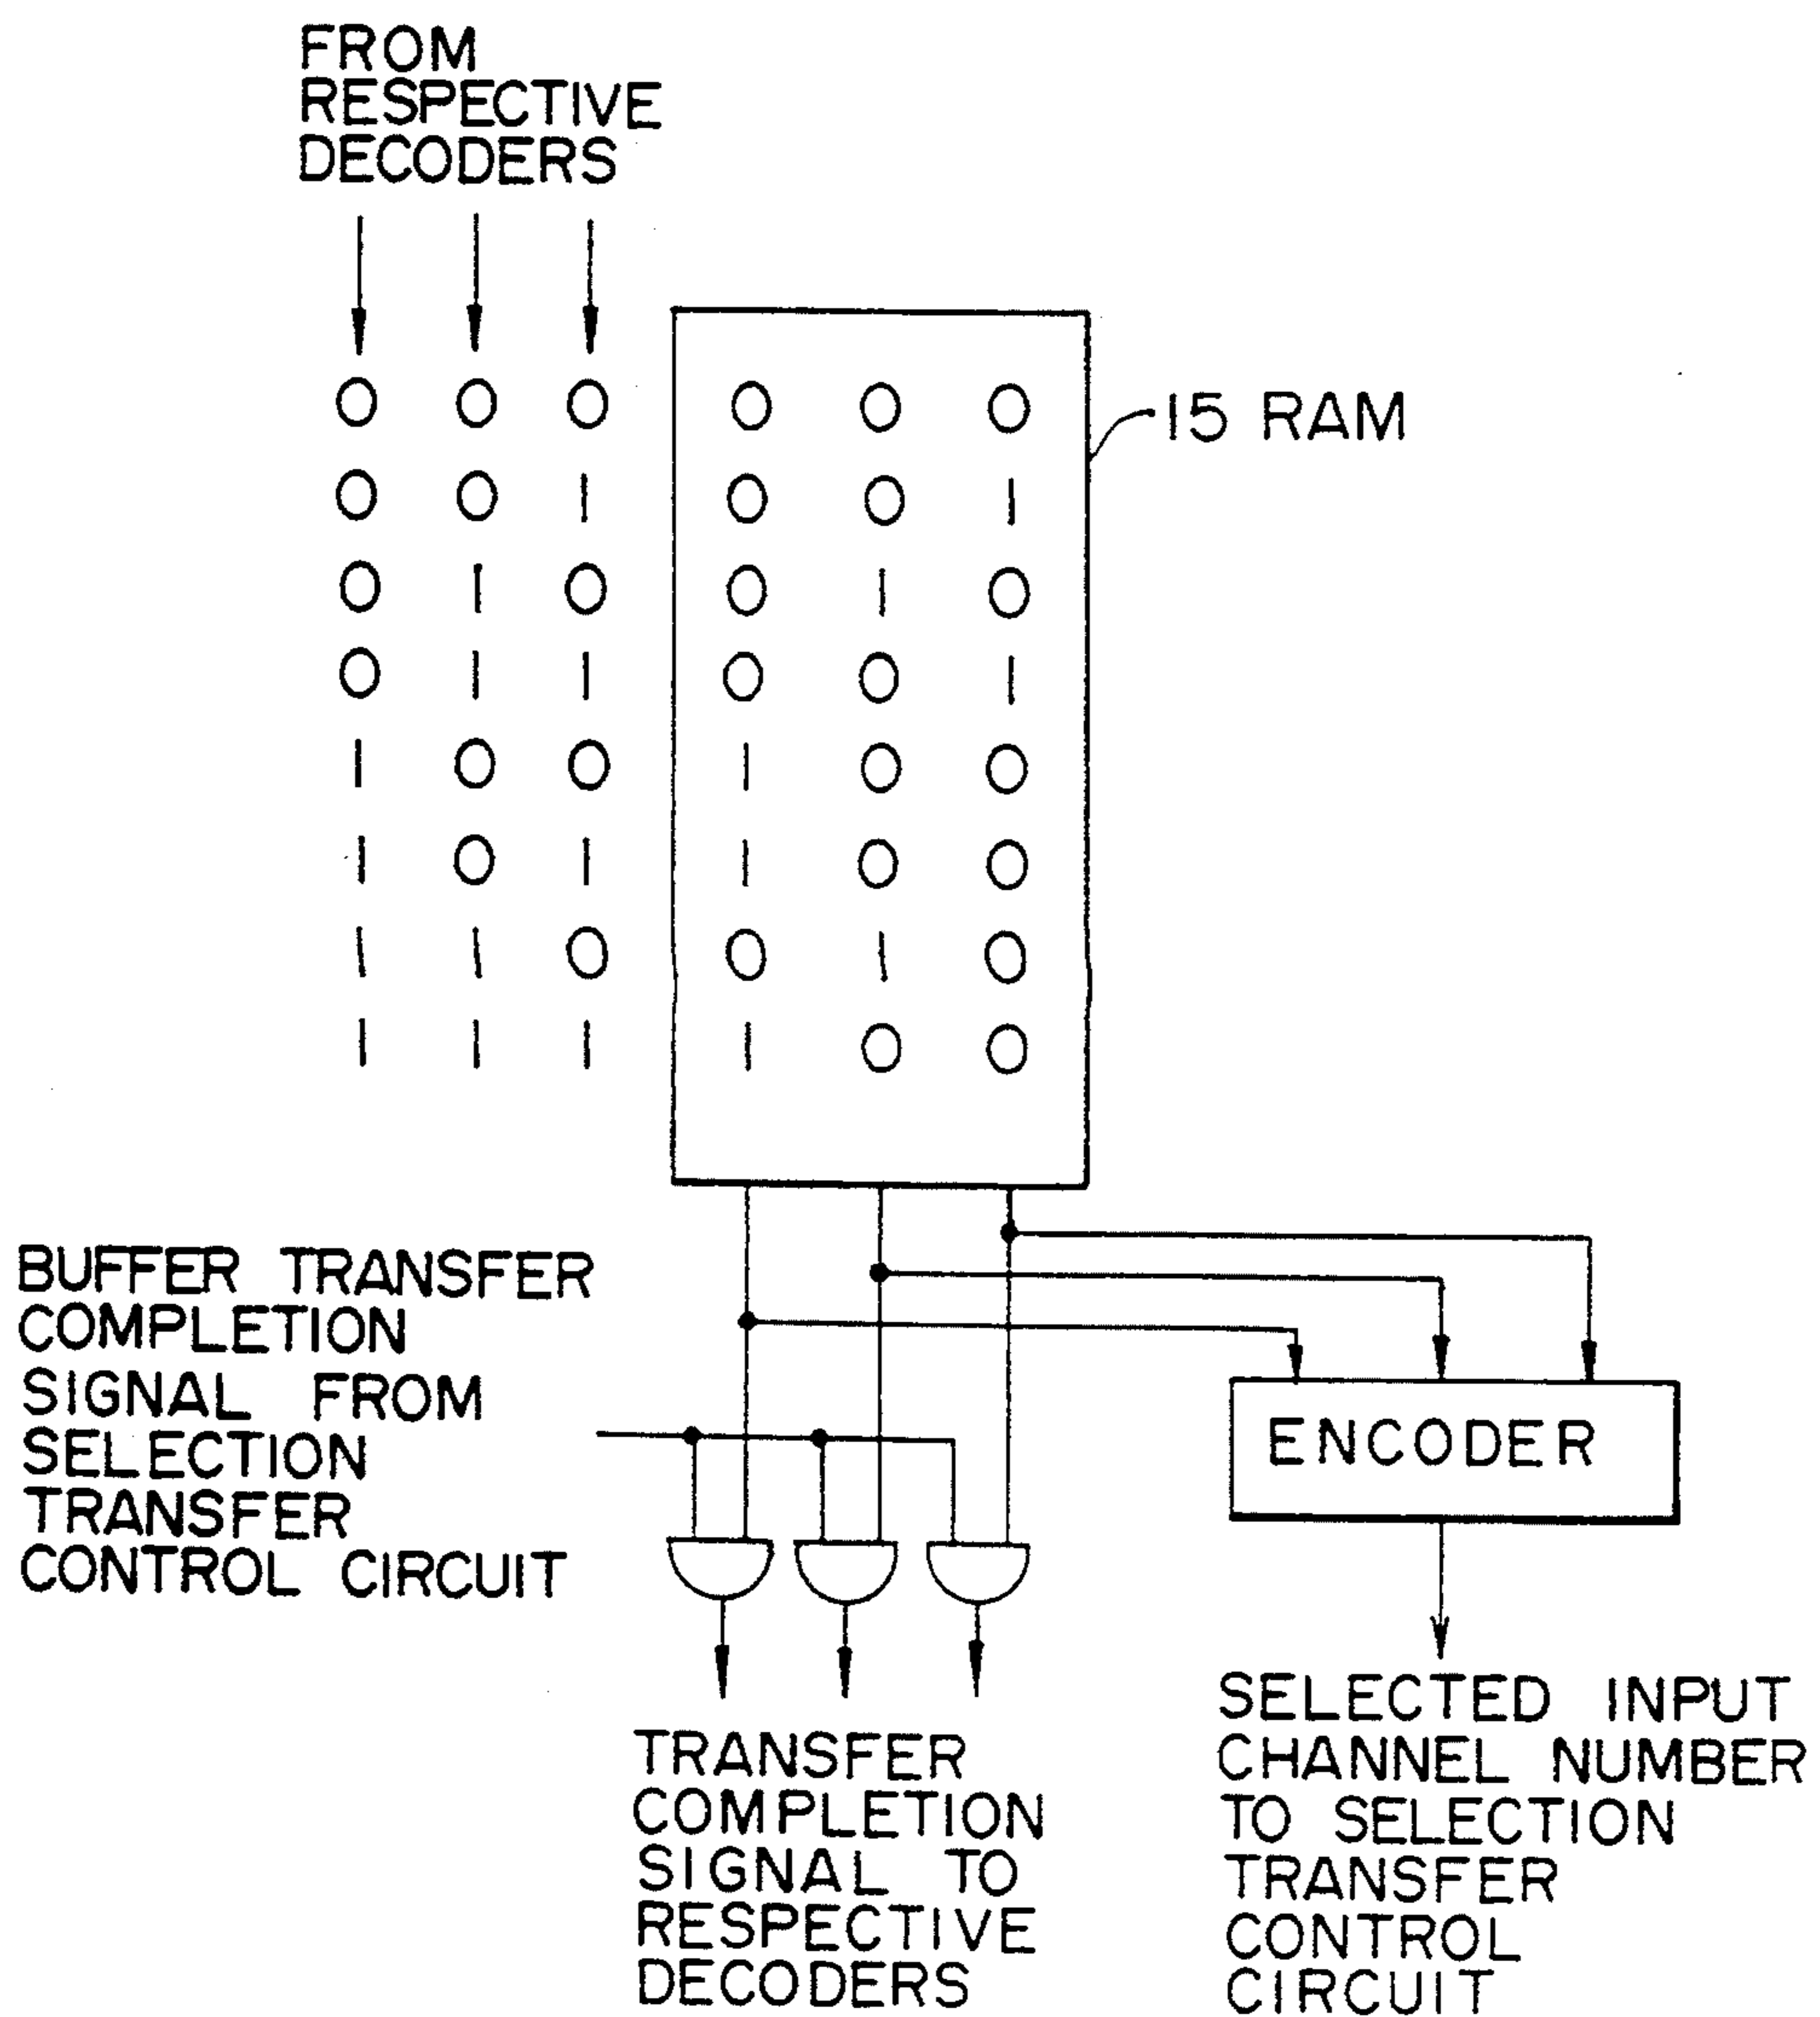 FROM
RESPECTIVE
DECODERS
0 0 0 0 0 0
15 RAM
0 0 1 0 0 1
0 1 0 0 1 0
0 1 1 0 0 1
1 0 0 1 0 0
1 0 1 1 0 0
1 1 0 0 1 0
1 1 1 1 0 0
BUFFER TRANSFER
COMPLETION
SIGNAL FROM
SELECTION
TRANSFER
CONTROL CIRCUIT
ENCODER
TRANSFER
COMPLETION
SIGNAL TO
RESPECTIVE
DECODERS
SELECTED INPUT
CHANNEL NUMBER
TO SELECTION
TRANSFER
CONTROL
CIRCUIT